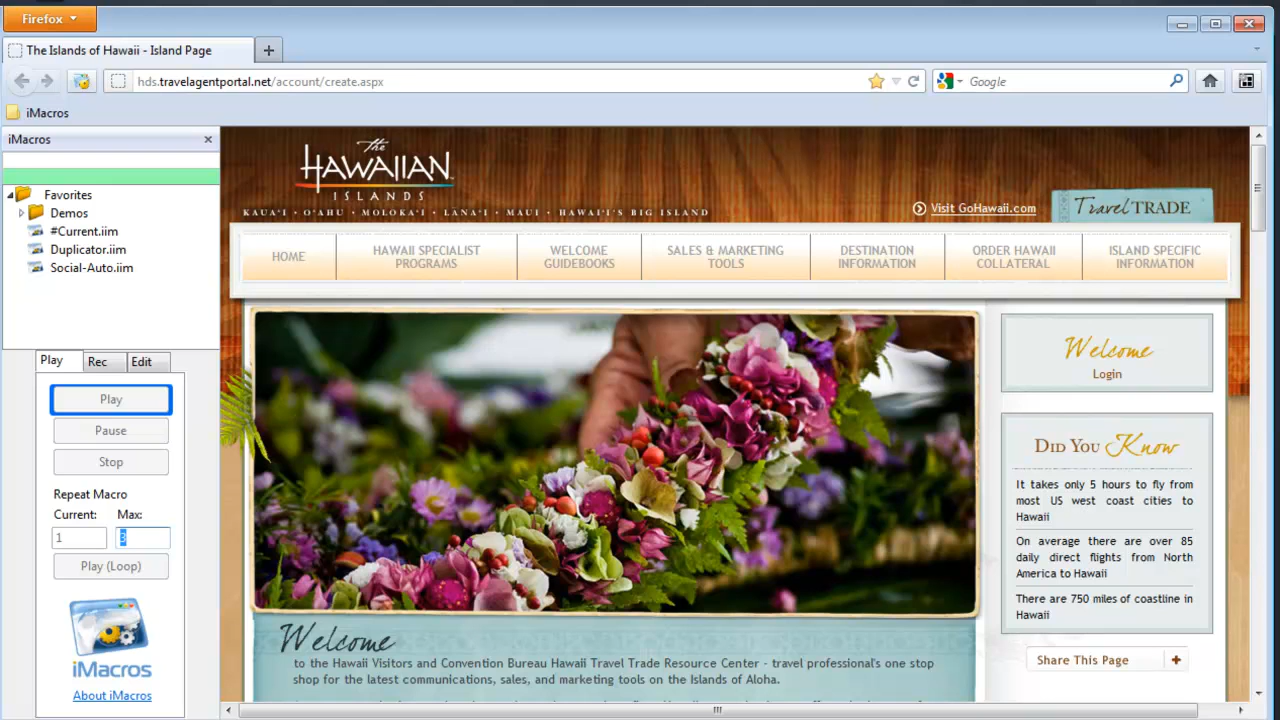 Firefox
The Islands of Hawaii - Island Page
hds.travelagentportal.net/account/create.aspx
Google
iMacros
iMacros
Favorites
Demos
#Current.iim
Duplicator.iim
Social-Auto.iim
Play Rec Edit
Play
Pause
Stop
Repeat Macro
Current: Max:
1 3
Play (Loop)
iMacros
About iMacros
The
HAWAIIAN
ISLANDS
KAUA'I • O'AHU • MOLOKA'I • LĀNA'I • MAUI • HAWAI'I'S BIG ISLAND
Visit GoHawaii.com
Travel TRADE
HOME
HAWAII SPECIALIST
PROGRAMS
WELCOME
GUIDEBOOKS
SALES & MARKETING
TOOLS
DESTINATION
INFORMATION
ORDER HAWAII
COLLATERAL
ISLAND SPECIFIC
INFORMATION
Welcome
to the Hawaii Visitors and Convention Bureau Hawaii Travel Trade Resource Center - travel professional's one stop
shop for the latest communications, sales, and marketing tools on the Islands of Aloha.
Welcome
Login
DID YOU Know
It takes only 5 hours to fly from
most US west coast cities to
Hawaii
On average there are over 85
daily direct flights from North
America to Hawaii
There are 750 miles of coastline in
Hawaii
Share This Page